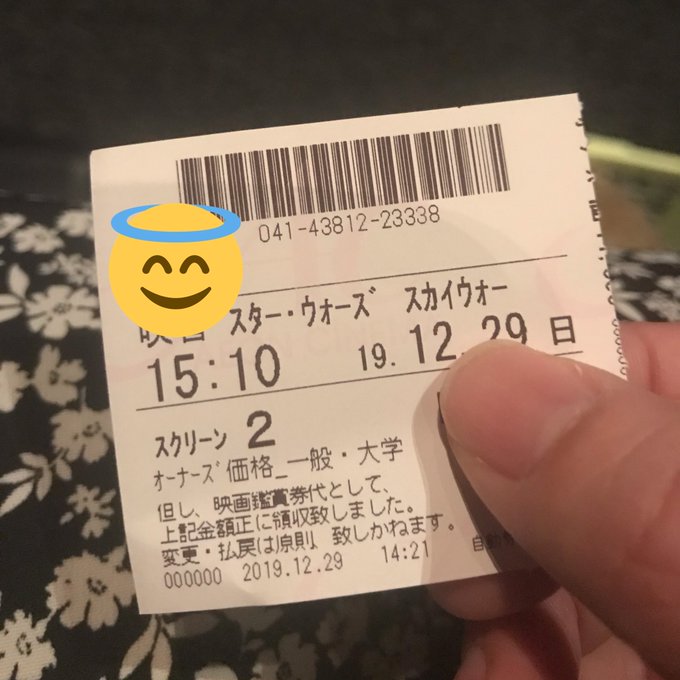 041-43812-23338
スター・ウォーズ スカイウォー
15:10 19.12.29日
スクリーン 2
オーナーズ価格_一般・大学
但し、映画鑑賞券代として、
上記金額正に領収致しました。
変更・払戻は原則 致しかねます。
000000 2019.12.29 14:21